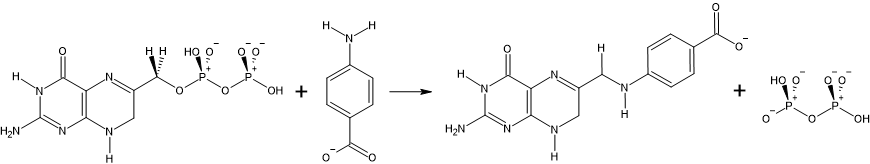 O H H HO O⁻ O⁻ O⁻ H H O
H N N O P⁺ O P⁺ OH + N H N N H N O⁻ + HO O⁻ O⁻ O⁻
H₂N N N H O⁻ O H₂N N N H H O⁻ P⁺ O P⁺ OH